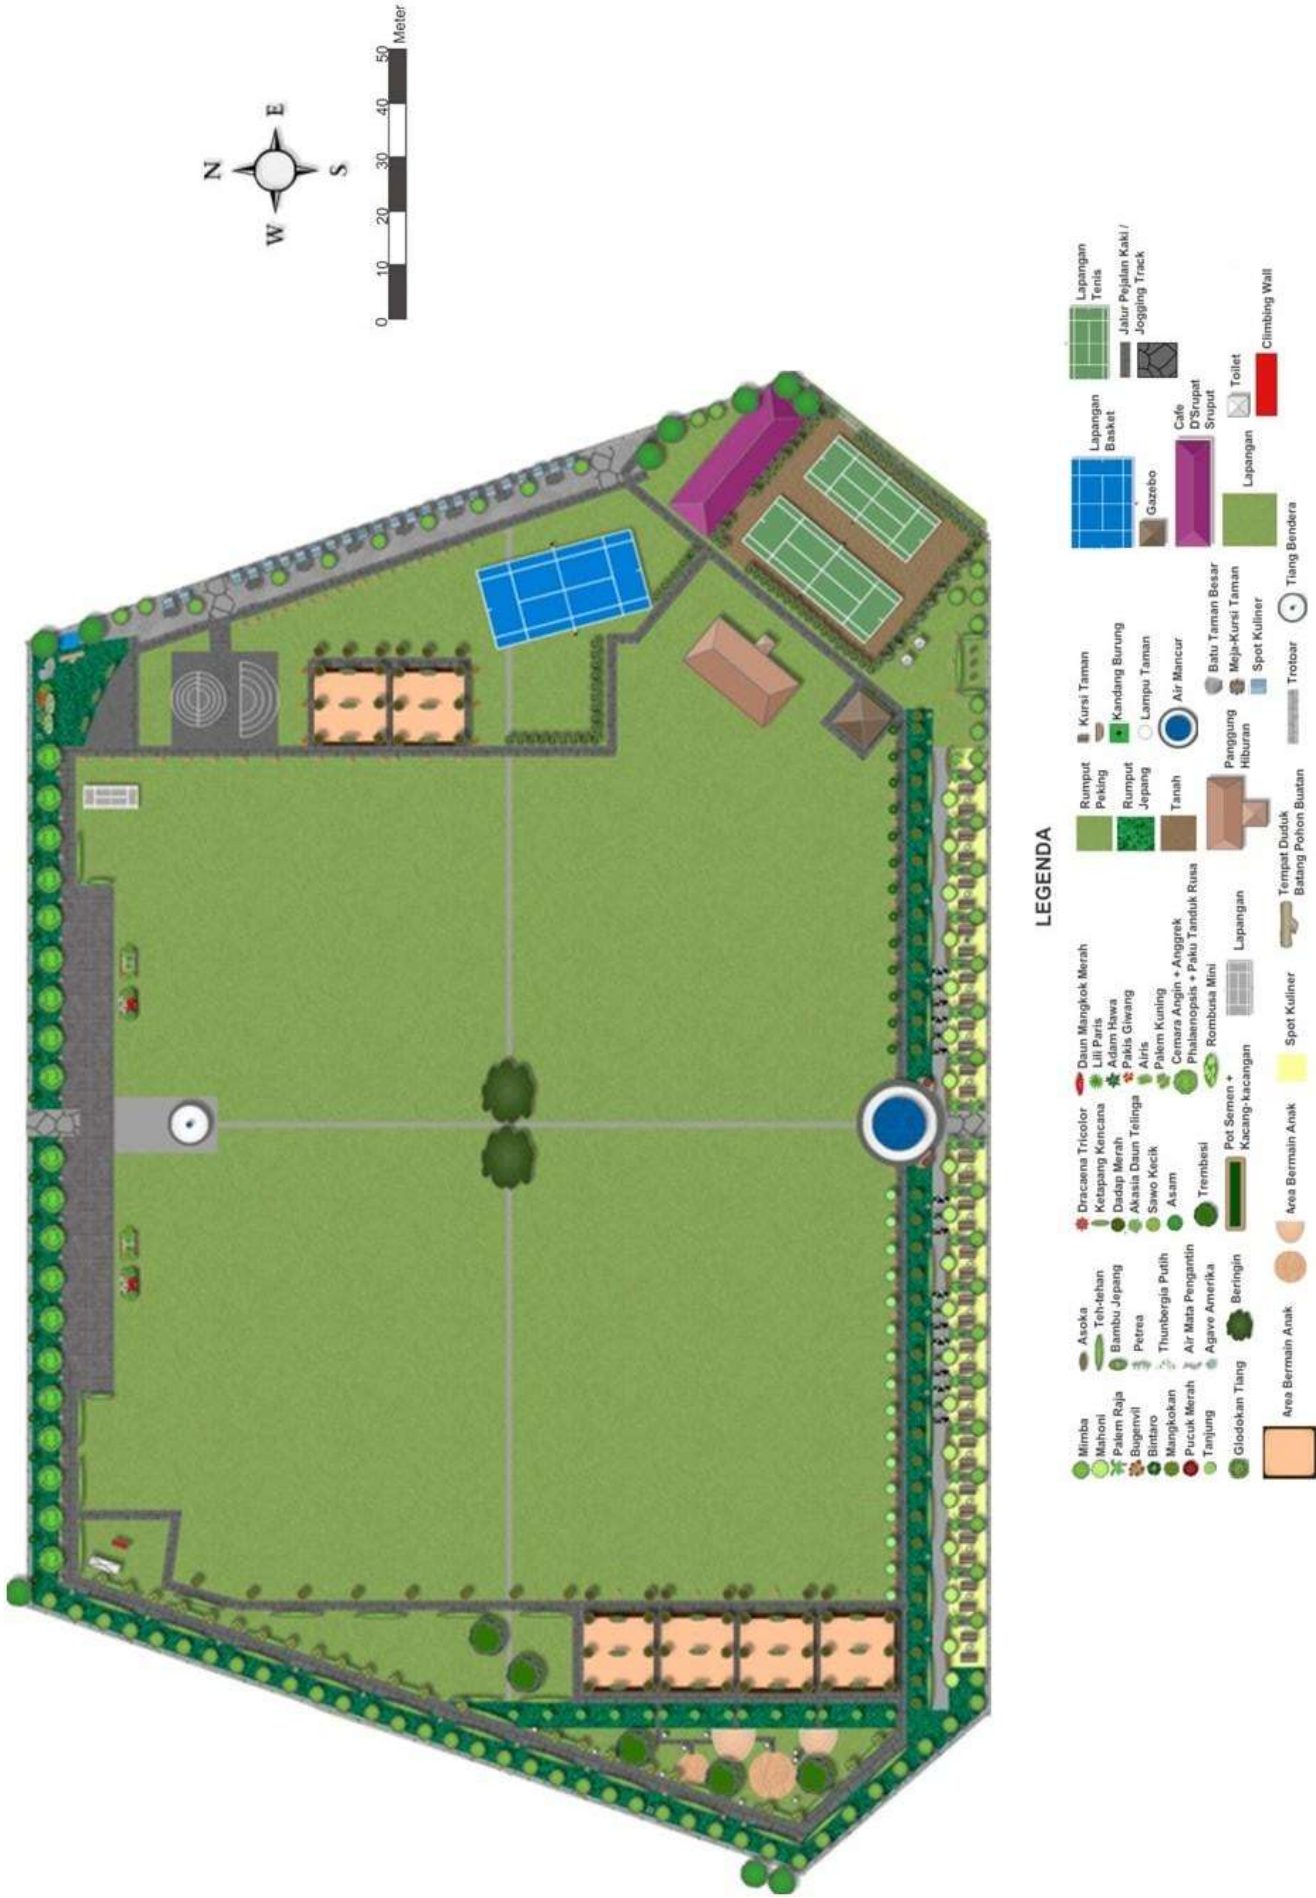 N
W
E
S
0
10
20
30
40
50
Meter
LEGENDA
Mimba
Mahoni
Palem Raja
Bugenvil
Bintaro
Mangkokan
Pucuk Merah
Tanjung
Glodokan Tiang
Area Bermain Anak
Asoka
Teh-tehan
Bambu Jepang
Petrea
Thunbergia Putih
Air Mata Pengantin
Agave Amerika
Beringin
Area Bermain Anak
Dracaena Tricolor
Ketapang Kencana
Dadap Merah
Akasia Daun Telinga
Sawo Kecik
Asam
Trembesi
Pot Semen +
Kacang-kacangan
Spot Kuliner
Daun Mangkok Merah
Lili Paris
Adam Hawa
Pakis Giwang
Airis
Palem Kuning
Cemara Angin + Anggrek
Phalaenopsis + Paku Tanduk Rusa
Rombusa Mini
Lapangan
Tempat Duduk
Batang Pohon Buatan
Rumput
Peking
Rumput
Jepang
Tanah
Panggung
Hiburan
Trotoar
Kursi Taman
Kandang Burung
Lampu Taman
Air Mancur
Batu Taman Besar
Meja-Kursi Taman
Spot Kuliner
Tiang Bendera
Lapangan
Basket
Gazebo
Cafe
D'Srupat
Sruput
Lapangan
Lapangan
Tenis
Jalur Pejalan Kaki /
Jogging Track
Toilet
Climbing Wall